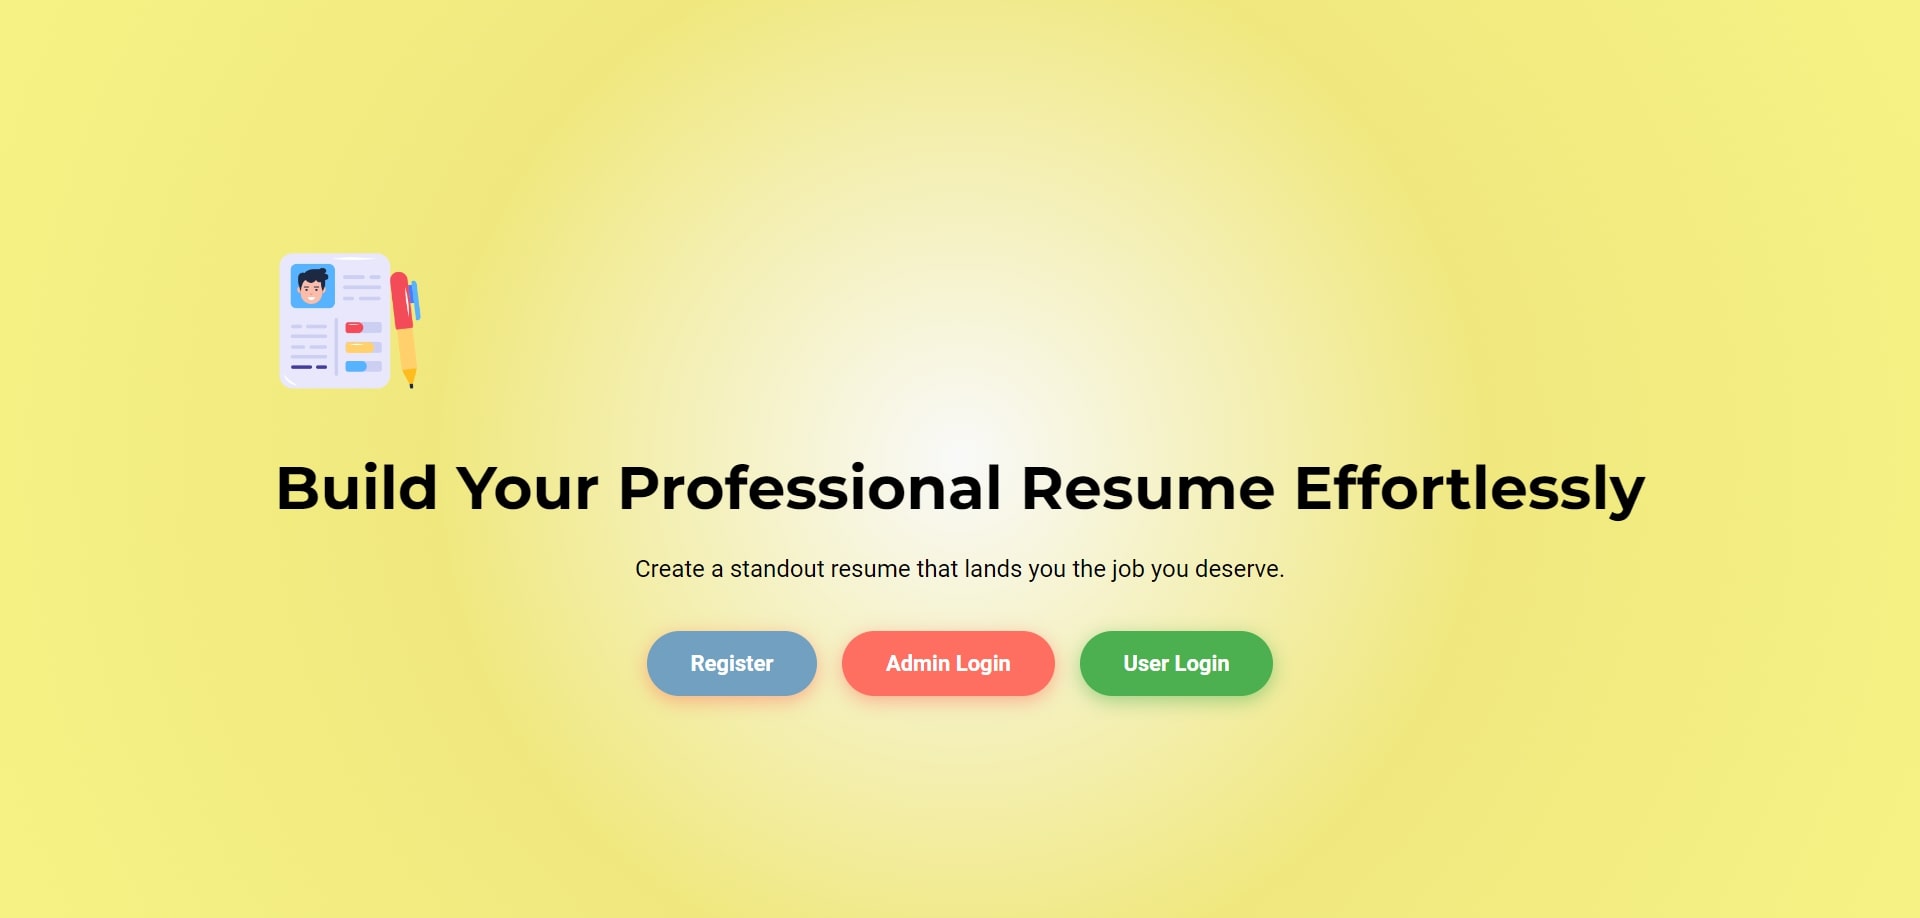 Build Your Professional Resume Effortlessly
Create a standout resume that lands you the job you deserve.
Register
Admin Login
User Login